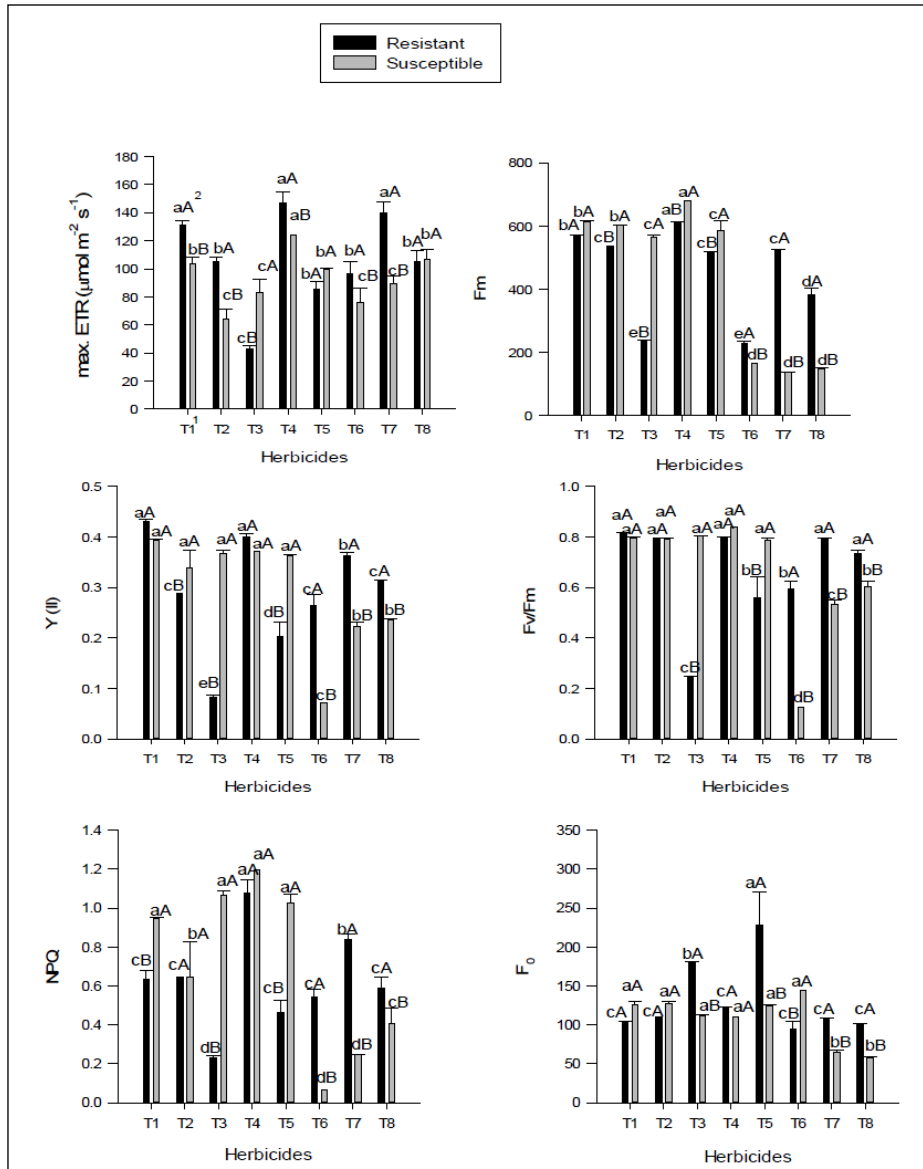 Resistant
Susceptible
max. ETR (µmol m⁻² s⁻¹)
180
160
140
120
100
80
60
40
20
0
aA²
bB
bA
cB
cB
cA
aA
aB
bA
bA
bA
cB
aA
cB
bA
bA
T1¹ T2 T3 T4 T5 T6 T7 T8
Herbicides
Fm
800
600
400
200
0
bA
bA
cB
bA
eB
cA
aB
aA
cB
cA
eA
dB
cA
dB
dA
dB
T1 T2 T3 T4 T5 T6 T7 T8
Herbicides
Y (II)
0.5
0.4
0.3
0.2
0.1
0.0
aA
aA
cB
aA
eB
aA
aA
aA
dB
aA
cA
cB
bA
bB
cA
bB
T1 T2 T3 T4 T5 T6 T7 T8
Herbicides
Fv/Fm
1.0
0.8
0.6
0.4
0.2
0.0
aA
aA
aA
aA
cB
aA
aA
aA
bB
aA
bA
dB
aA
cB
aA
bB
T1 T2 T3 T4 T5 T6 T7 T8
Herbicides
NPQ
1.4
1.2
1.0
0.8
0.6
0.4
0.2
0.0
cB
aA
cA
bA
dB
aA
aA
aA
cB
aA
cA
dB
bA
dB
cA
cB
T1 T2 T3 T4 T5 T6 T7 T8
Herbicides
F₀
350
300
250
200
150
100
50
0
cA
aA
cA
aA
bA
aB
cA
aA
aA
aB
cB
aA
cA
bB
cA
bB
T1 T2 T3 T4 T5 T6 T7 T8
Herbicides